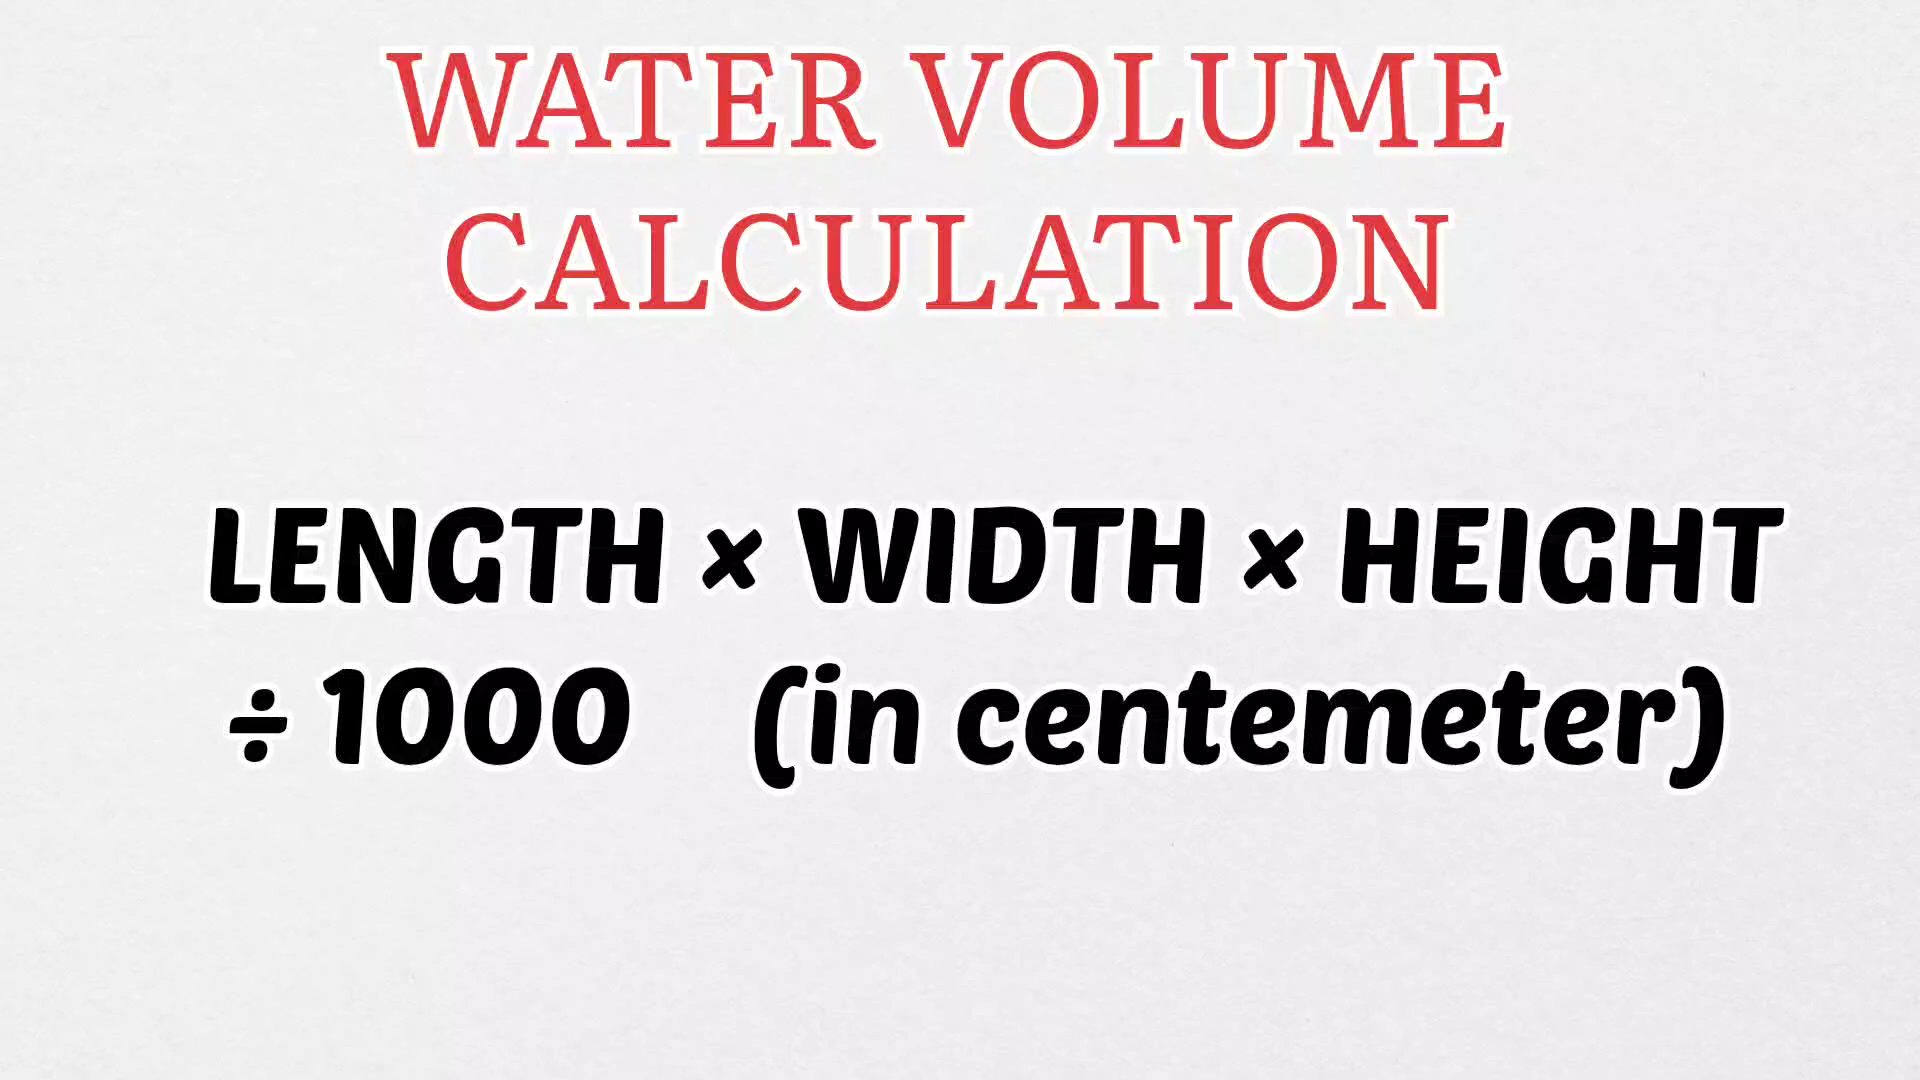 WATER VOLUME
CALCULATION
LENGTH × WIDTH × HEIGHT
÷ 1000 (in centemeter)